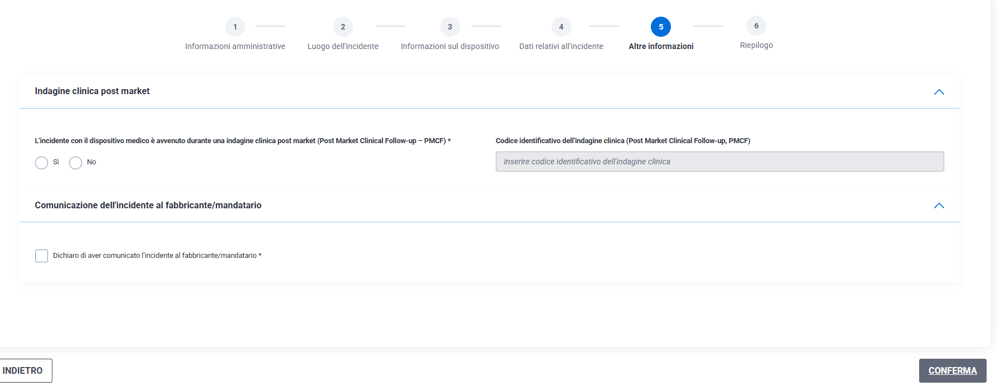 1
2
3
4
5
6
Informazioni amministrative
Luogo dell'incidente
Informazioni sul dispositivo
Dati relativi all'incidente
Altre informazioni
Riepilogo
Indagine clinica post market
L'incidente con il dispositivo medico è avvenuto durante una indagine clinica post market (Post Market Clinical Follow-up – PMCF) *
Sì
No
Codice identificativo dell'indagine clinica (Post Market Clinical Follow-up, PMCF)
Inserire codice identificativo dell'indagine clinica
Comunicazione dell'incidente al fabbricante/mandatario
Dichiaro di aver comunicato l'incidente al fabbricante/mandatario *
INDIETRO
CONFERMA